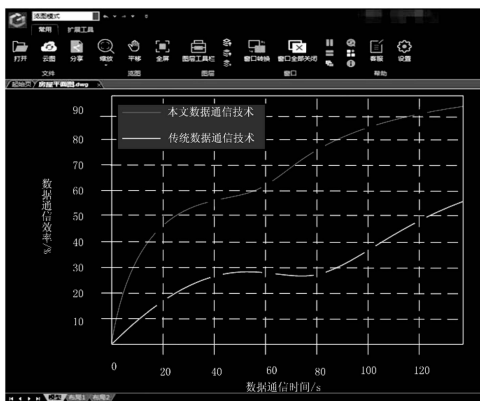 览图模式
常用 扩展工具
打开 云图 分享 缩放 平移 全屏 图层工具栏 窗口转换 窗口全部关闭 客服 设置
文件 览图 图层 窗口 帮助
起始页 房屋平面图.dwg ×
本文数据通信技术
传统数据通信技术
数据通信效率/%
90
80
70
60
50
40
30
20
10
0 20 40 60 80 100 120
数据通信时间/s
模型 布局1 布局2